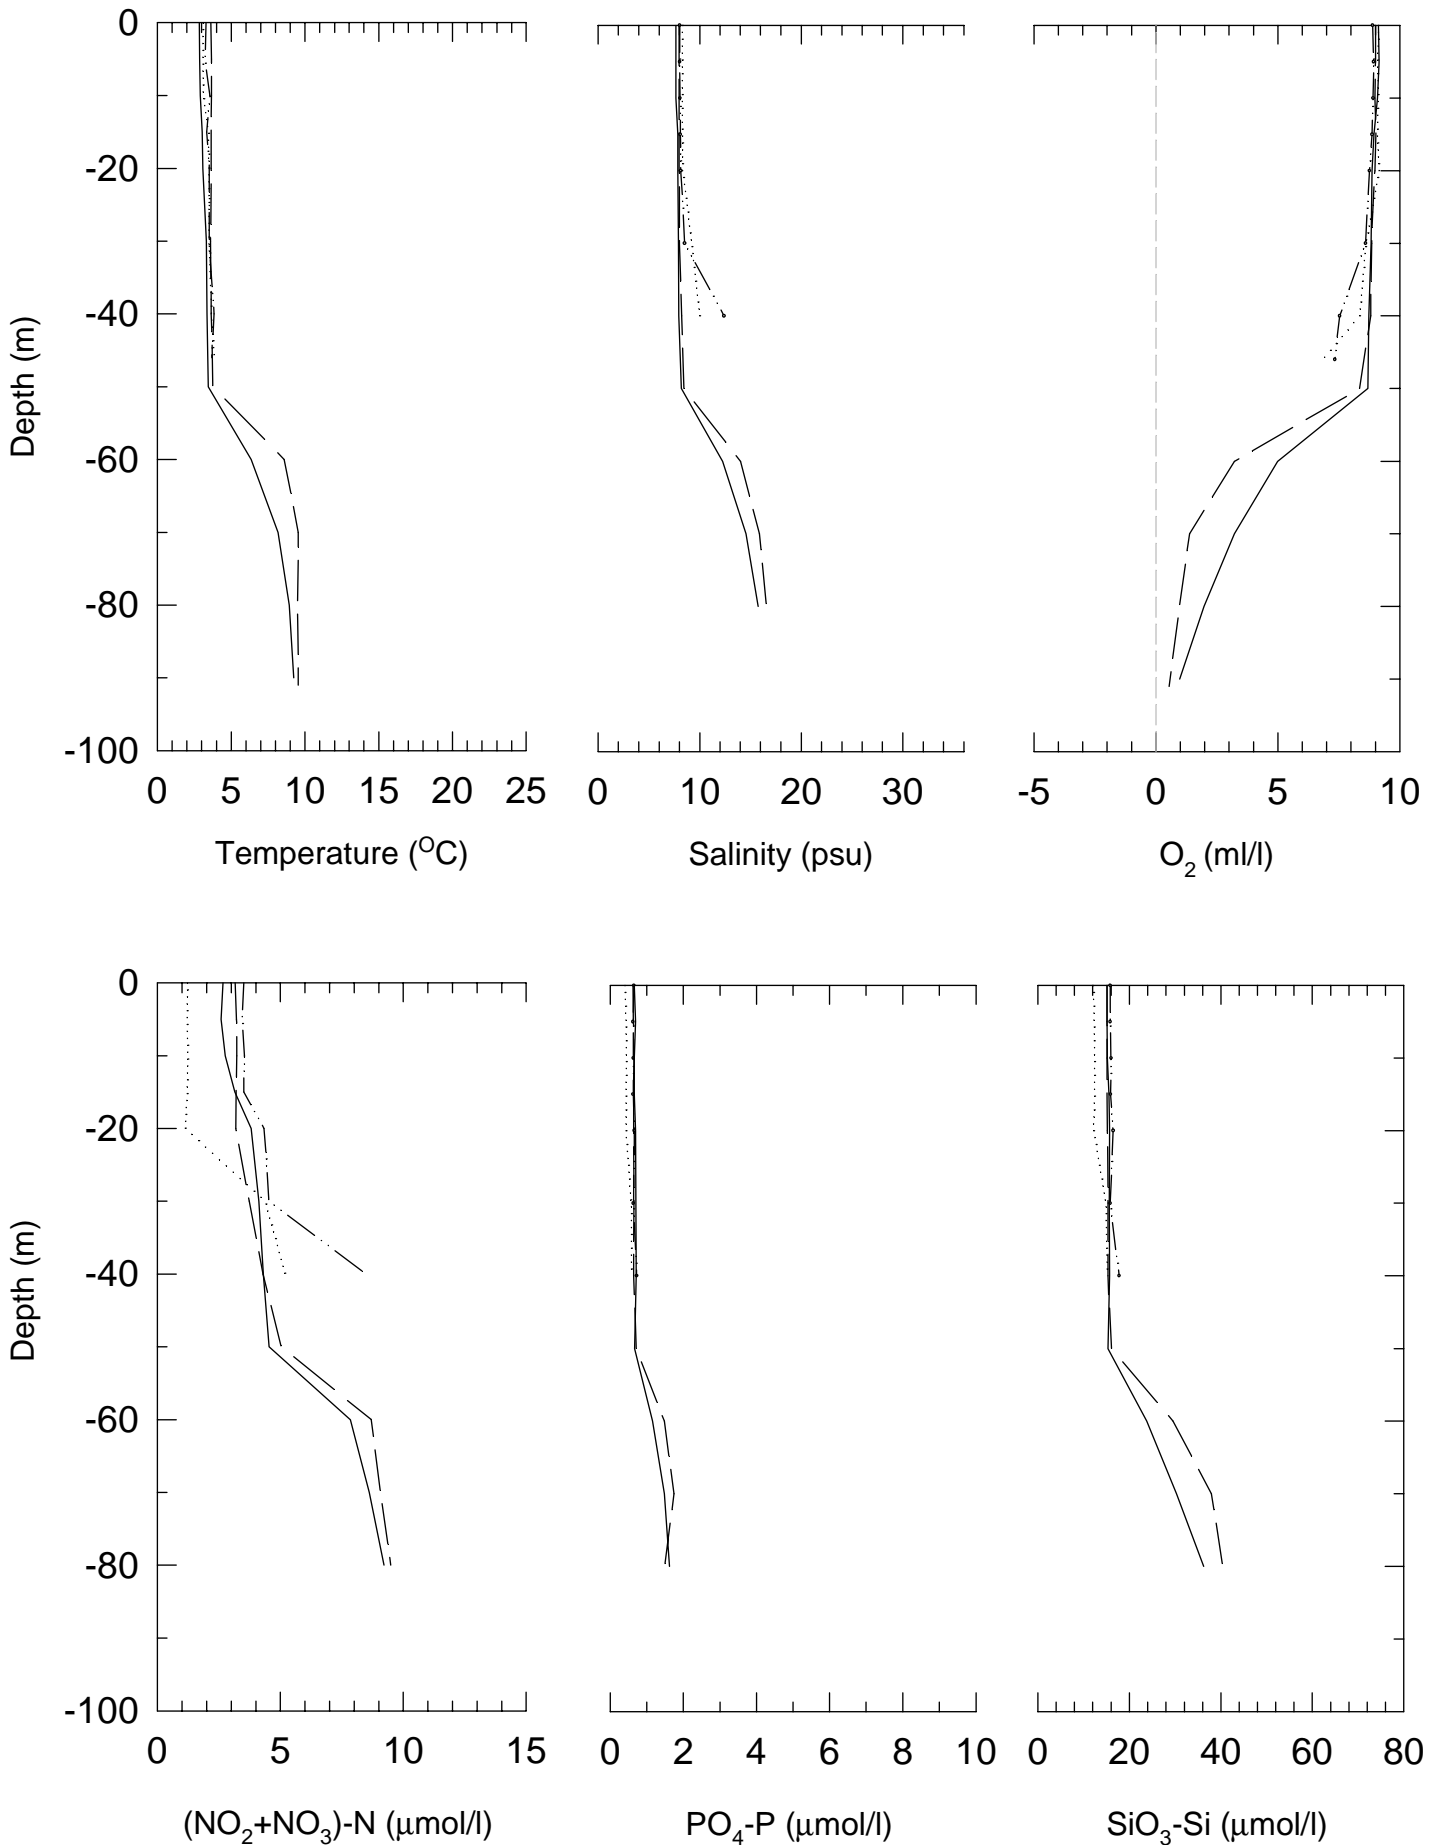 0
-20
-40
-60
-80
-100
Depth (m)
0 5 10 15 20 25
0 10 20 30
-5 0 5 10
Temperature (ᴼC)
Salinity (psu)
O₂ (ml/l)
0
-20
-40
-60
-80
-100
Depth (m)
0 5 10 15
0 2 4 6 8 10
0 20 40 60 80
(NO₂+NO₃)-N (μmol/l)
PO₄-P (μmol/l)
SiO₃-Si (μmol/l)